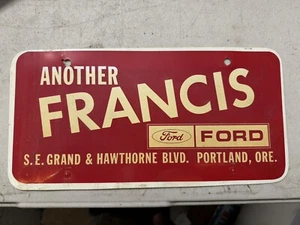 ANOTHER
FRANCIS
Ford FORD
S.E. GRAND & HAWTHORNE BLVD. PORTLAND, ORE.